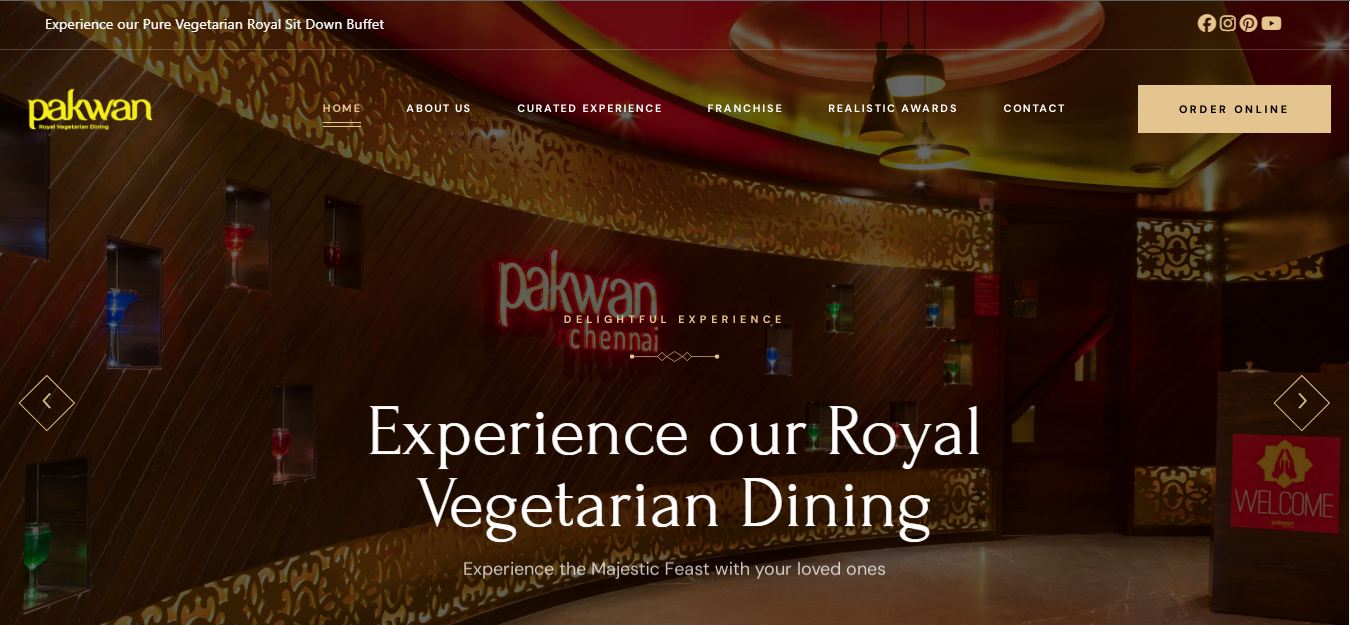 Experience our Pure Vegetarian Royal Sit Down Buffet
pakwan
Royal Vegetarian Dining
HOME
ABOUT US
CURATED EXPERIENCE
FRANCHISE
REALISTIC AWARDS
CONTACT
ORDER ONLINE
pakwan
chennai
DELIGHTFUL EXPERIENCE
Experience our Royal
Vegetarian Dining
Experience the Majestic Feast with your loved ones
WELCOME
pakwan